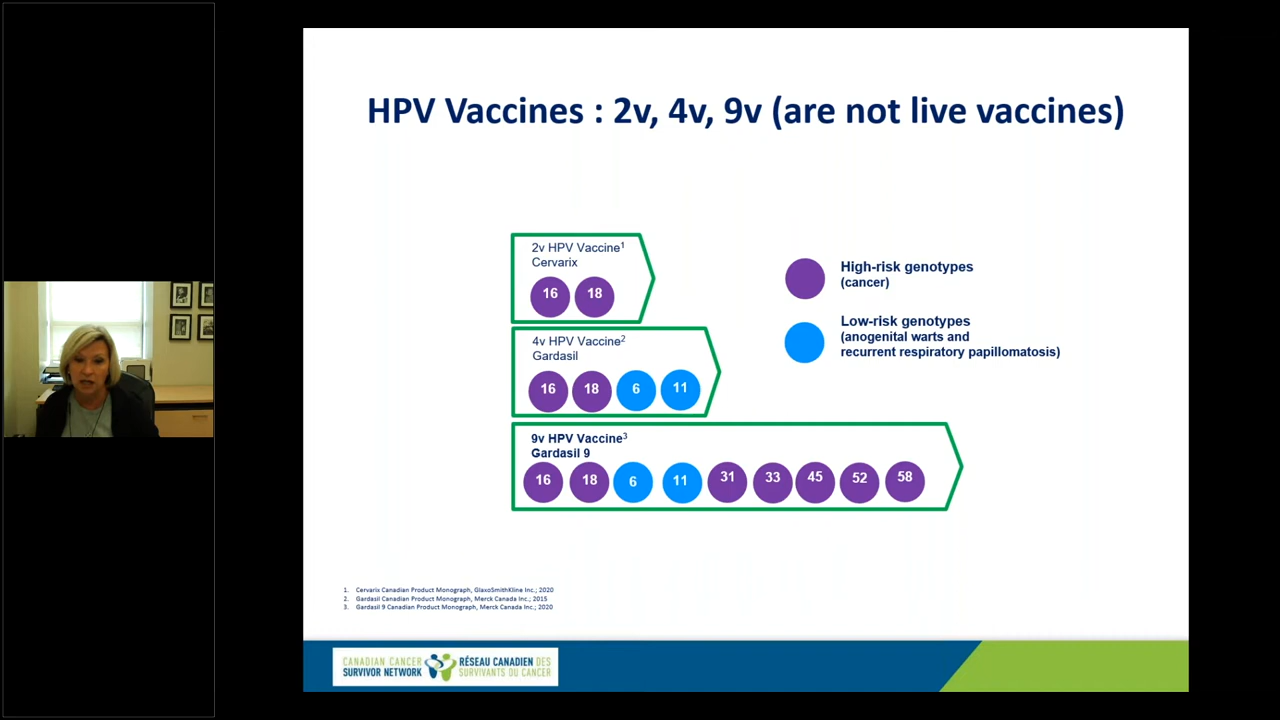 HPV Vaccines : 2v, 4v, 9v (are not live vaccines)
2v HPV Vaccine1
Cervarix
16 18
High-risk genotypes
(cancer)
Low-risk genotypes
(anogenital warts and
recurrent respiratory papillomatosis)
4v HPV Vaccine2
Gardasil
16 18 6 11
9v HPV Vaccine3
Gardasil 9
16 18 6 11 31 33 45 52 58
1. Cervarix Canadian Product Monograph, GlaxoSmithKline Inc.; 2020
2. Gardasil Canadian Product Monograph, Merck Canada Inc.; 2015
3. Gardasil 9 Canadian Product Monograph, Merck Canada Inc.; 2020
CANADIAN CANCER
SURVIVOR NETWORK
RÉSEAU CANADIEN DES
SURVIVANTS DU CANCER